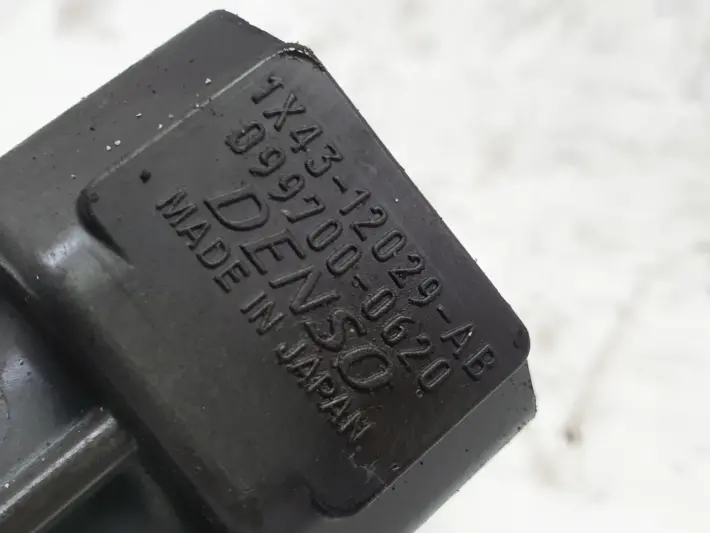 1X43-12029-AB
099700-0620
DENSO
MADE IN JAPAN.